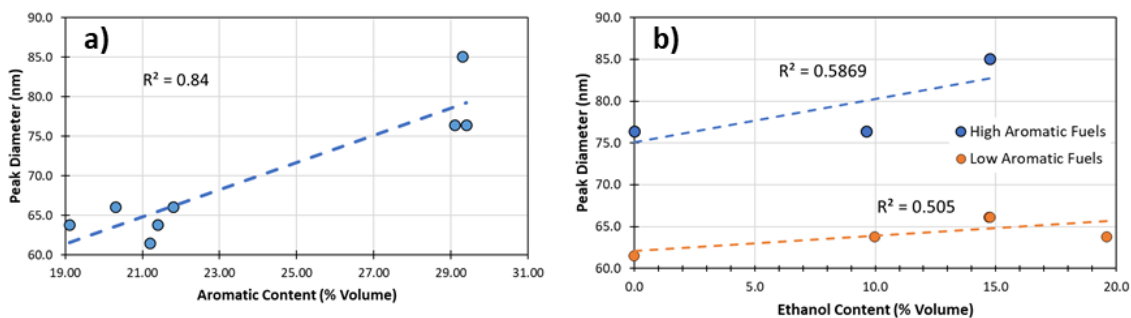 a)
90.0
85.0
80.0
75.0
70.0
65.0
60.0
Peak Diameter (nm)
R² = 0.84
19.00 21.00 23.00 25.00 27.00 29.00 31.00
Aromatic Content (% Volume)
b)
90.0
85.0
80.0
75.0
70.0
65.0
60.0
Peak Diameter (nm)
R² = 0.5869
High Aromatic Fuels
Low Aromatic Fuels
R² = 0.505
0.0 5.0 10.0 15.0 20.0
Ethanol Content (% Volume)